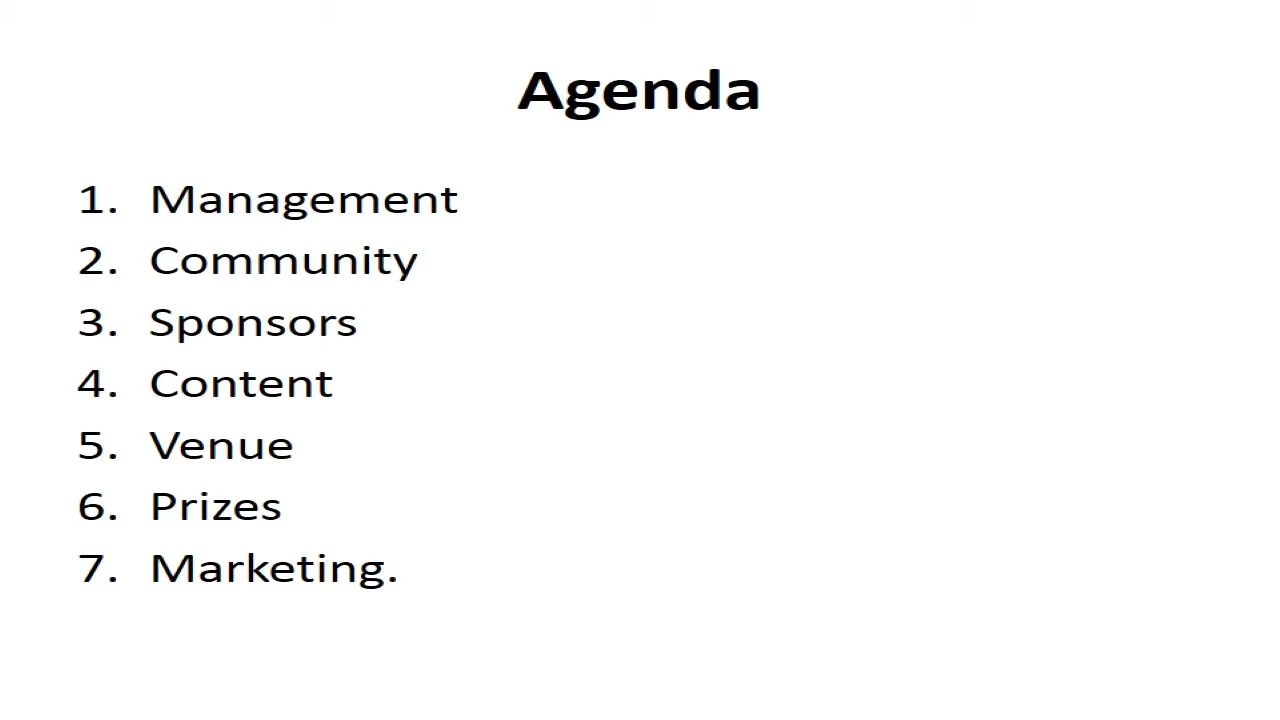 Agenda
1. Management
2. Community
3. Sponsors
4. Content
5. Venue
6. Prizes
7. Marketing.